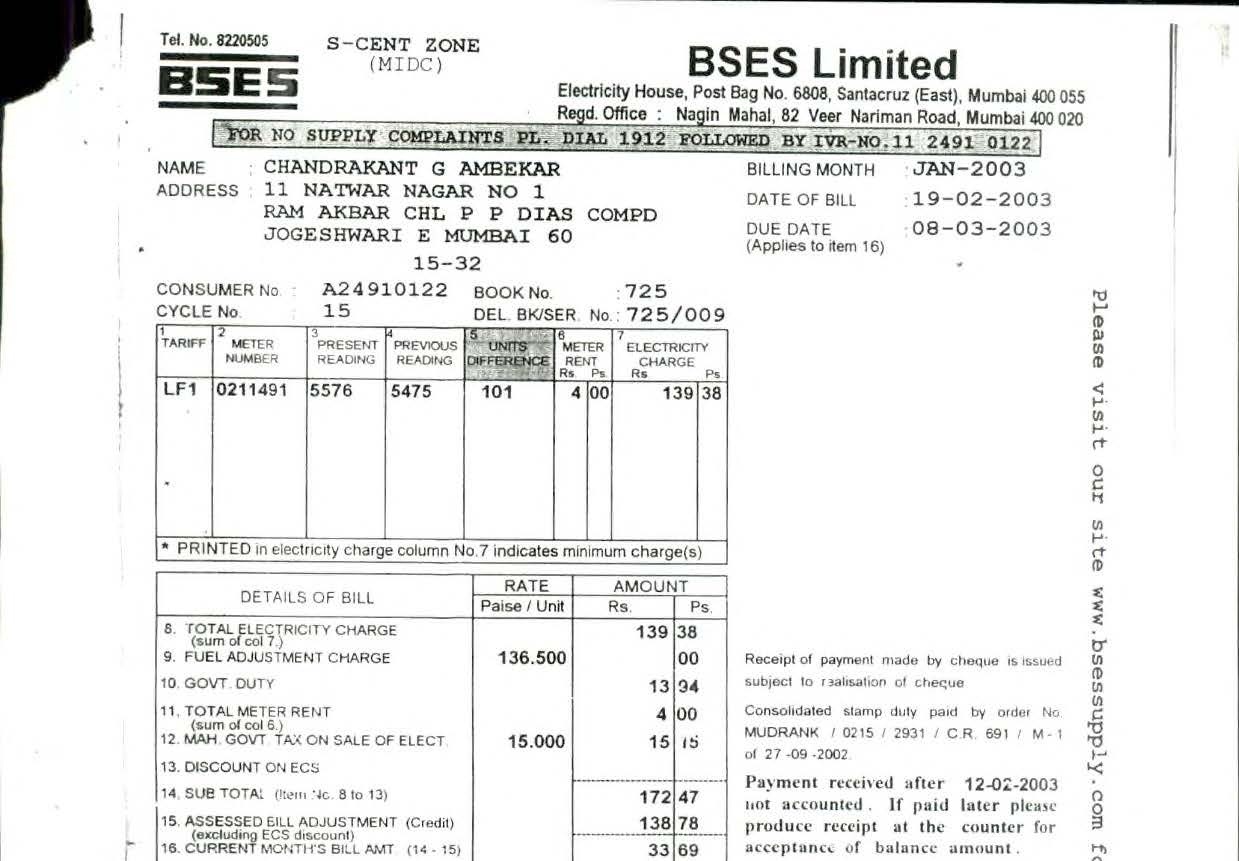 Tel. No. 8220505
S-CENT ZONE
(MIDC)
BSES
BSES Limited
Electricity House, Post Bag No. 6808, Santacruz (East), Mumbai 400 055
Regd. Office : Nagin Mahal, 82 Veer Nariman Road, Mumbai 400 020
FOR NO SUPPLY COMPLAINTS PL. DIAL 1912 FOLLOWED BY IVR-NO.11 2491 0122
NAME : CHANDRAKANT G AMBEKAR
ADDRESS : 11 NATWAR NAGAR NO 1
RAM AKBAR CHL P P DIAS COMPD
JOGESHWARI E MUMBAI 60
15-32
BILLING MONTH : JAN-2003
DATE OF BILL : 19-02-2003
DUE DATE : 08-03-2003
(Applies to item 16)
CONSUMER No. : A24910122 BOOK No. : 725
CYCLE No. : 15 DEL. BK/SER. No. : 725/009
1 TARIFF 2 METER NUMBER 3 PRESENT READING 4 PREVIOUS READING 5 UNITS DIFFERENCE 6 METER RENT Rs. Ps. 7 ELECTRICITY CHARGE Rs Ps.
LF1 0211491 5576 5475 101 4 00 139 38
* PRINTED in electricity charge column No.7 indicates minimum charge(s)
DETAILS OF BILL RATE Paise / Unit AMOUNT Rs. Ps.
8. TOTAL ELECTRICITY CHARGE 139 38
(sum of col 7.)
9. FUEL ADJUSTMENT CHARGE 136.500 00
10. GOVT. DUTY 13 94
11. TOTAL METER RENT 4 00
(sum of col 6.)
12. MAH. GOVT. TAX ON SALE OF ELECT. 15.000 15 15
13. DISCOUNT ON ECS
14. SUB TOTAL (Item No. 8 to 13) 172 47
15. ASSESSED BILL ADJUSTMENT (Credit) 138 78
(excluding ECS discount)
16. CURRENT MONTH'S BILL AMT. (14 - 15) 33 69
Receipt of payment made by cheque is issued
subject to realisation of cheque
Consolidated stamp duty paid by order No.
MUDRANK / 0215 / 2931 / C.R. 691 / M - 1
of 27 -09 -2002.
Payment received after 12-02-2003
not accounted. If paid later please
produce receipt at the counter for
acceptance of balance amount.
Please visit our site www.bsessupply.com